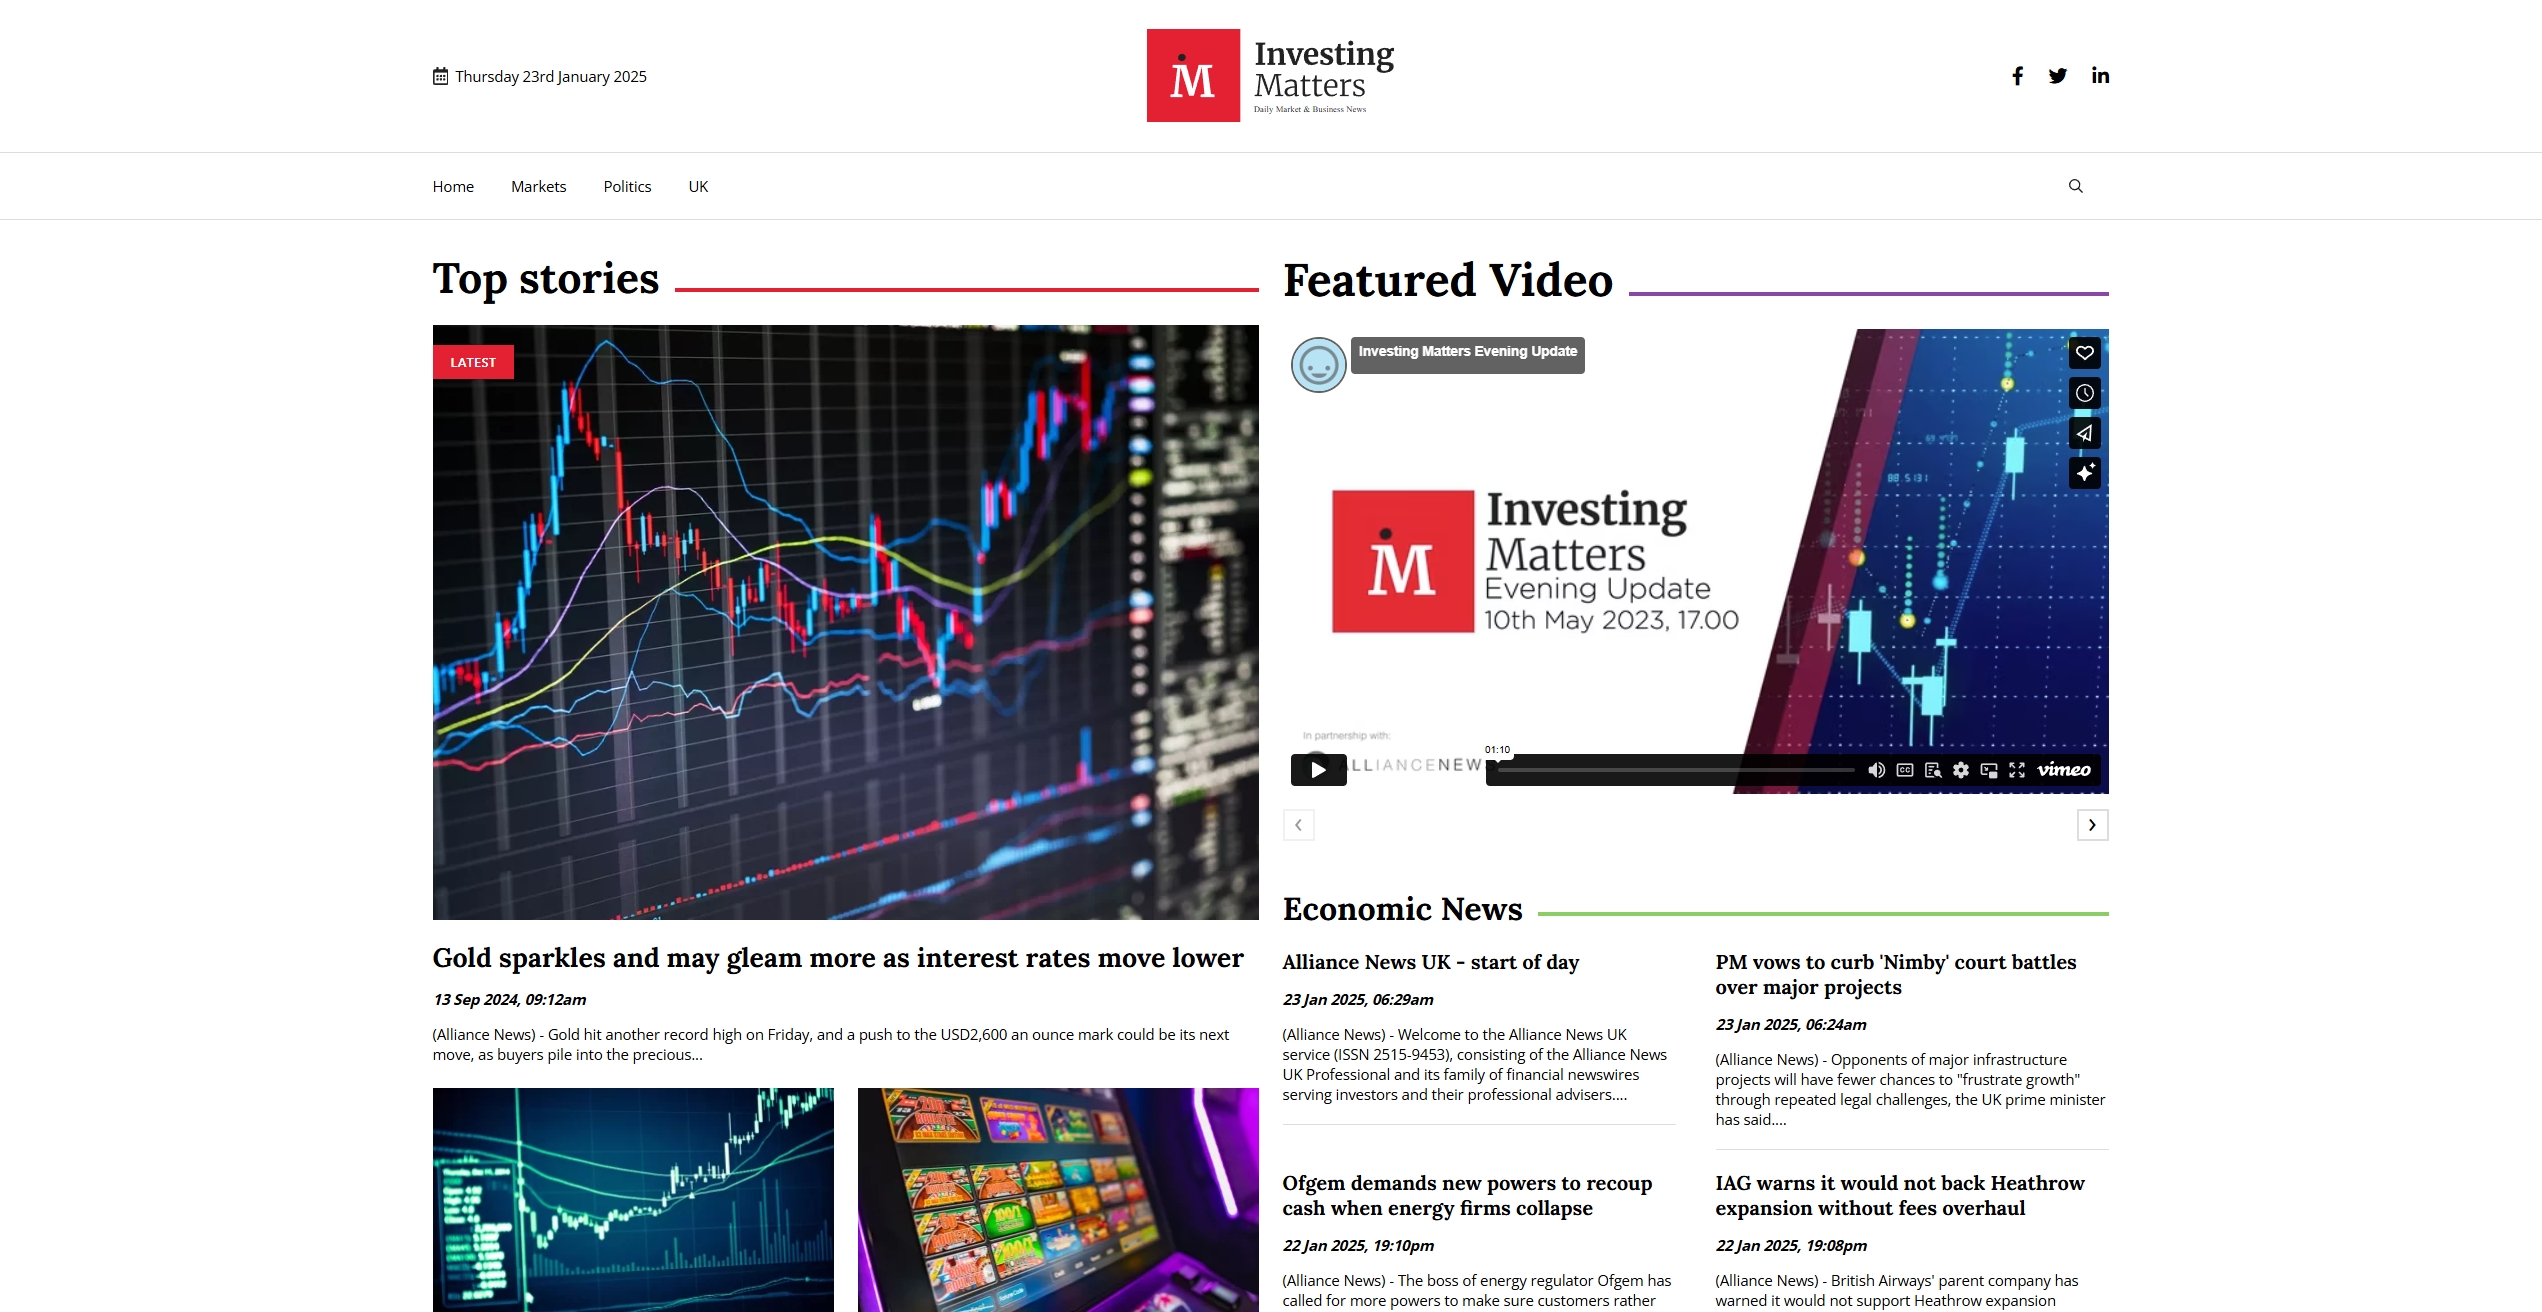 Thursday 23rd January 2025
M
Investing
Matters
Daily Market & Business News
Home
Markets
Politics
UK
Top stories
LATEST
Gold sparkles and may gleam more as interest rates move lower
13 Sep 2024, 09:12am
(Alliance News) - Gold hit another record high on Friday, and a push to the USD2,600 an ounce mark could be its next
move, as buyers pile into the precious...
Featured Video
Investing Matters Evening Update
M
Investing
Matters
Evening Update
10th May 2023, 17.00
In partnership with:
ALLIANCENEWS
01:10
CC
vimeo
Economic News
Alliance News UK - start of day
23 Jan 2025, 06:29am
(Alliance News) - Welcome to the Alliance News UK
service (ISSN 2515-9453), consisting of the Alliance News
UK Professional and its family of financial newswires
serving investors and their professional advisers....
PM vows to curb 'Nimby' court battles
over major projects
23 Jan 2025, 06:24am
(Alliance News) - Opponents of major infrastructure
projects will have fewer chances to "frustrate growth"
through repeated legal challenges, the UK prime minister
has said....
Ofgem demands new powers to recoup
cash when energy firms collapse
22 Jan 2025, 19:10pm
(Alliance News) - The boss of energy regulator Ofgem has
called for more powers to make sure customers rather
IAG warns it would not back Heathrow
expansion without fees overhaul
22 Jan 2025, 19:08pm
(Alliance News) - British Airways' parent company has
warned it would not support Heathrow expansion